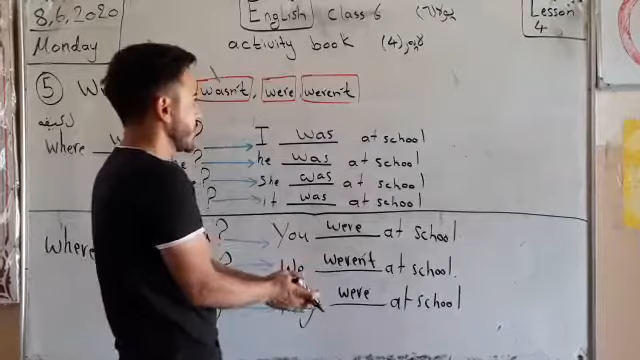 8,6,2020
Monday
English class 6
activity book (4)
Lesson
4
5 wasn't, were, weren't
where
I was at school
he was at school
she was at school
it was at school
where
You were at school
weren't at school.
were at school